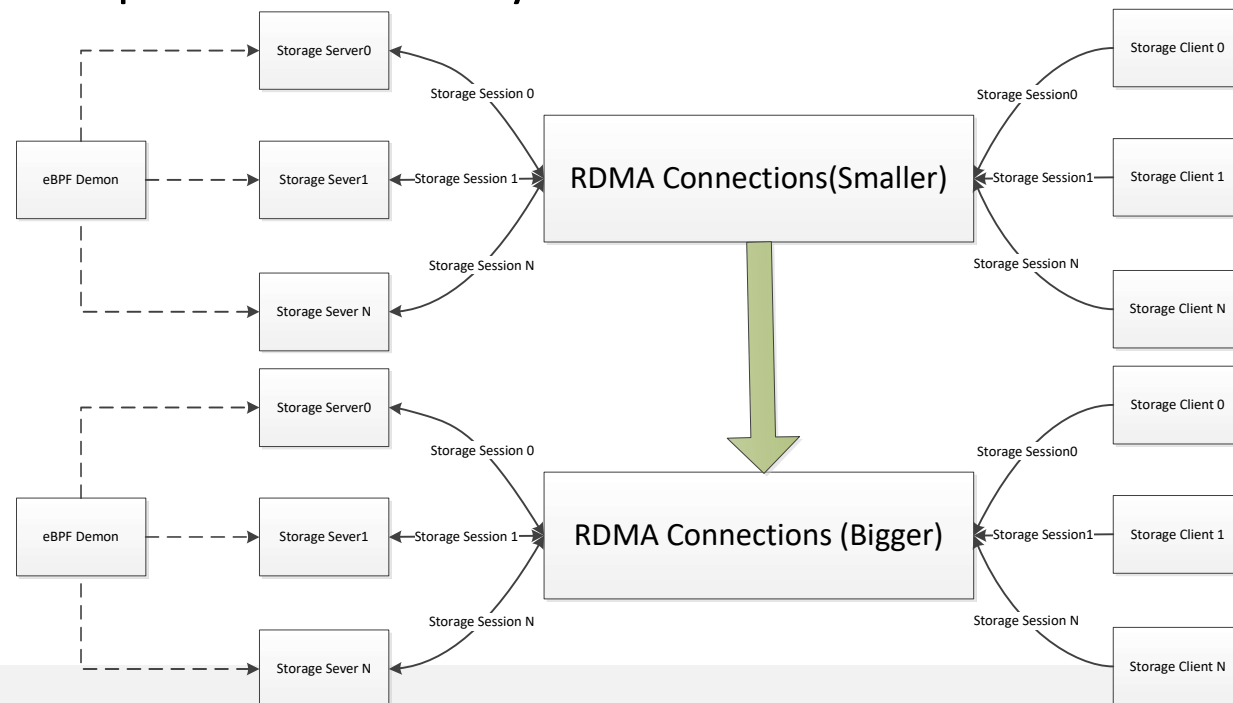 Storage Server0
Storage Client 0
Storage Session 0
Storage Session0
eBPF Demon
Storage Sever1
Storage Session 1
RDMA Connections(Smaller)
Storage Session1
Storage Client 1
Storage Session N
Storage Session N
Storage Sever N
Storage Client N
Storage Server0
Storage Client 0
Storage Session 0
Storage Session0
eBPF Demon
Storage Sever1
Storage Session 1
RDMA Connections (Bigger)
Storage Session1
Storage Client 1
Storage Session N
Storage Session N
Storage Sever N
Storage Client N